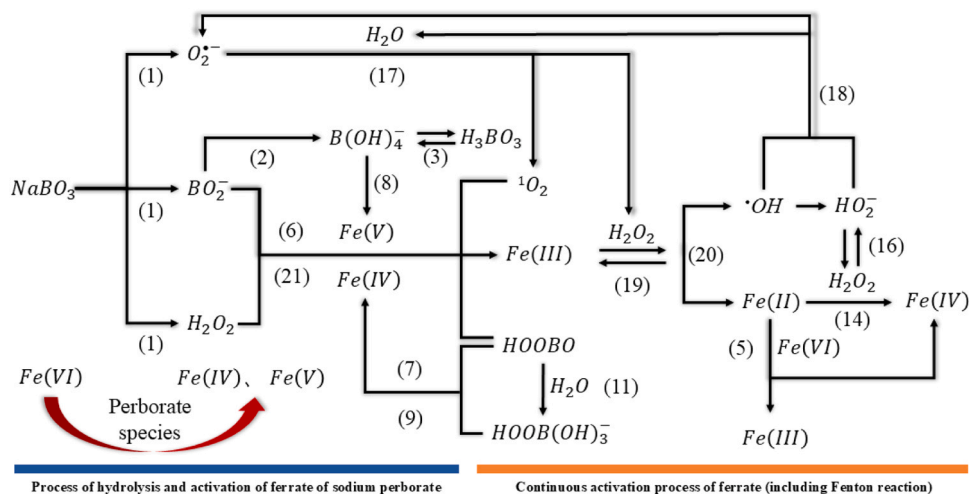 H₂O
O₂•⁻
(1)
(17)
(18)
B(OH)₄⁻
H₃BO₃
(2)
(3)
NaBO₃
BO₂⁻
(8)
¹O₂
•OH
HO₂⁻
(1)
(6)
Fe(V)
Fe(III)
H₂O₂
(20)
(16)
(21)
Fe(IV)
(19)
H₂O₂
Fe(II)
Fe(IV)
(14)
H₂O₂
(1)
HOOBO
(5)
Fe(VI)
(7)
H₂O
(11)
Fe(VI)
Fe(IV)、 Fe(V)
Perborate
species
(9)
HOOB(OH)₃⁻
Fe(III)
Process of hydrolysis and activation of ferrate of sodium perborate
Continuous activation process of ferrate (including Fenton reaction)